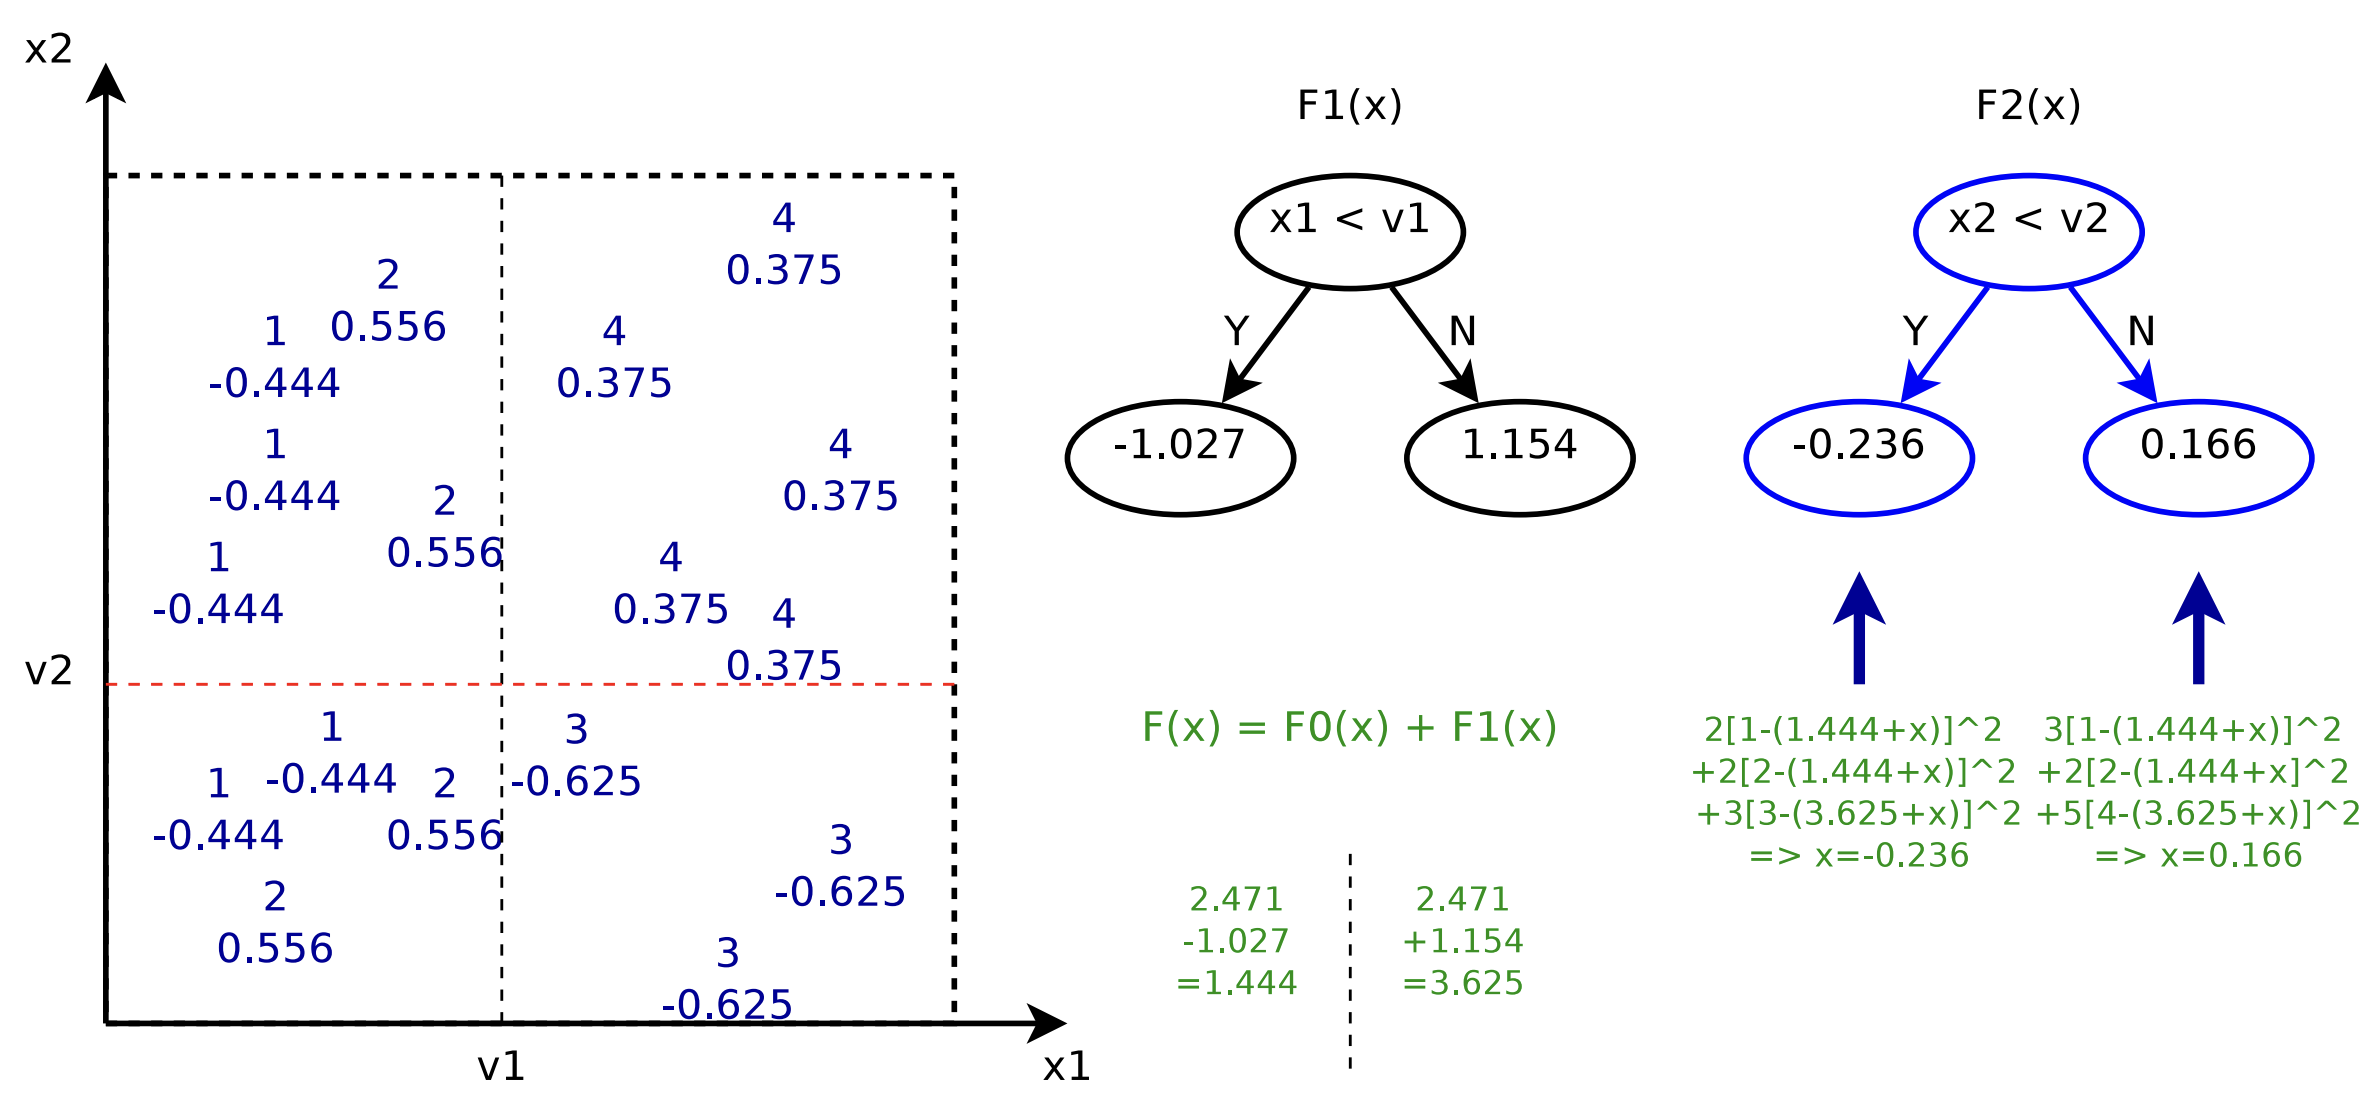 x2
F1(x)
F2(x)
4
0.375
x1 < v1
x2 < v2
2
0.556
1
-0.444
4
0.375
Y
N
Y
N
1
-0.444
4
0.375
-1.027
1.154
-0.236
0.166
2
0.556
1
-0.444
4
0.375
4
0.375
v2
1
-0.444
3
-0.625
1
-0.444
2
0.556
3
-0.625
2
0.556
3
-0.625
F(x) = F0(x) + F1(x)
2.471
-1.027
=1.444
2.471
+1.154
=3.625
2[1-(1.444+x)]^2
+2[2-(1.444+x)]^2
+3[3-(3.625+x)]^2
=> x=-0.236
3[1-(1.444+x)]^2
+2[2-(1.444+x]^2
+5[4-(3.625+x)]^2
=> x=0.166
v1
x1